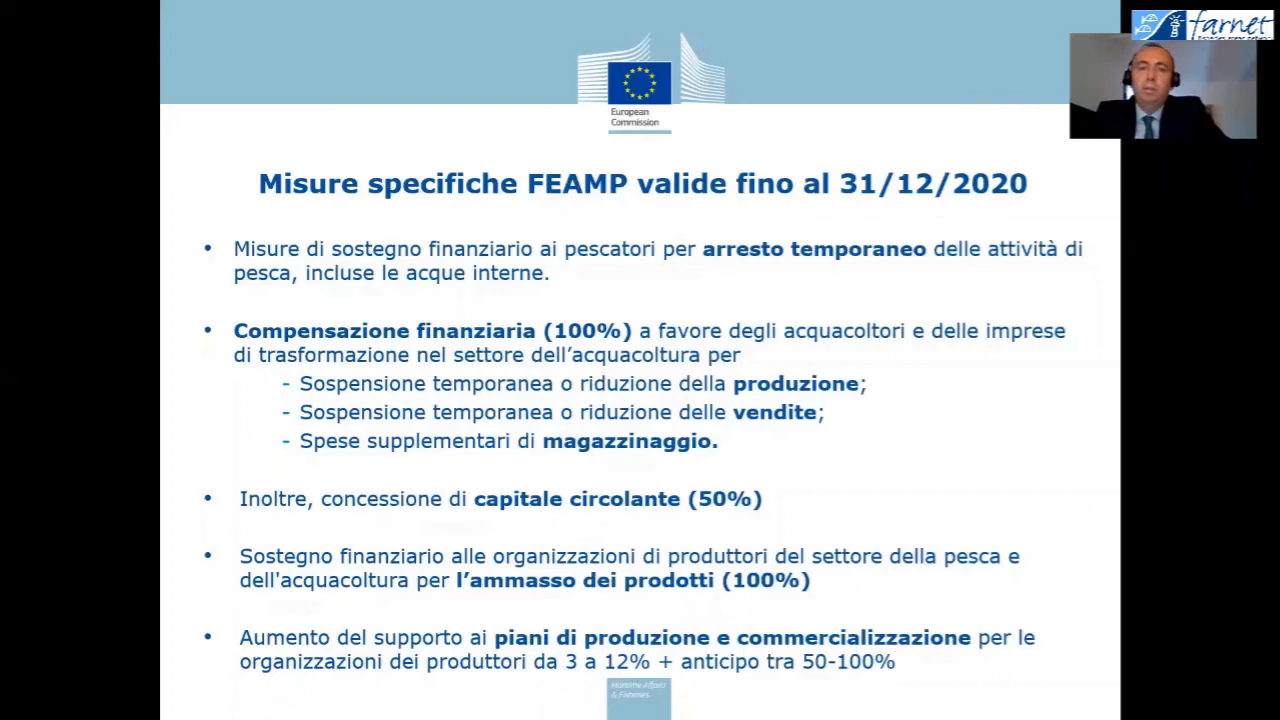 farnet
European
Commission
Misure specifiche FEAMP valide fino al 31/12/2020
• Misure di sostegno finanziario ai pescatori per arresto temporaneo delle attività di
pesca, incluse le acque interne.
• Compensazione finanziaria (100%) a favore degli acquacoltori e delle imprese
di trasformazione nel settore dell’acquacoltura per
- Sospensione temporanea o riduzione della produzione;
- Sospensione temporanea o riduzione delle vendite;
- Spese supplementari di magazzinaggio.
• Inoltre, concessione di capitale circolante (50%)
• Sostegno finanziario alle organizzazioni di produttori del settore della pesca e
dell'acquacoltura per l’ammasso dei prodotti (100%)
• Aumento del supporto ai piani di produzione e commercializzazione per le
organizzazioni dei produttori da 3 a 12% + anticipo tra 50-100%
Maritime Affairs
& Fisheries